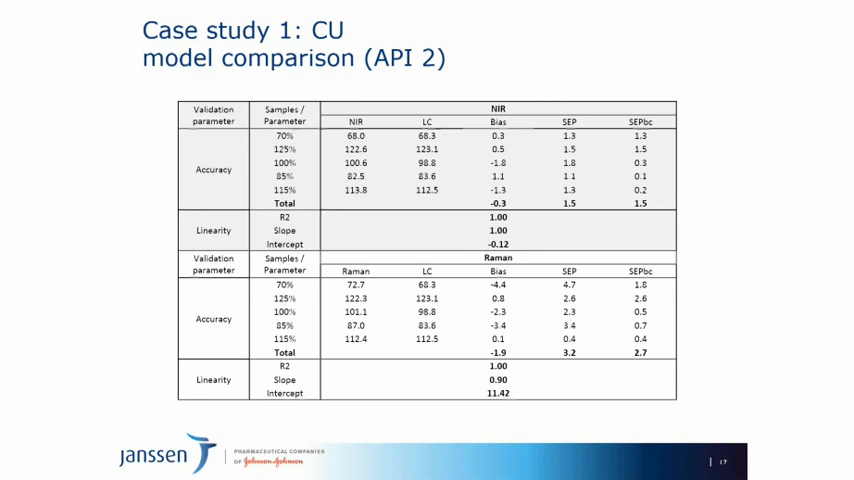 Case study 1: CU
model comparison (API 2)
Validation parameter Samples / Parameter NIR
NIR LC Bias SEP SEPbc
Accuracy
70% 68.0 68.3 0.3 1.3 1.3
125% 122.6 123.1 0.5 1.5 1.5
100% 100.6 98.8 -1.8 1.8 0.3
85% 82.5 83.6 1.1 1.1 0.1
115% 113.8 112.5 -1.3 1.3 0.2
Total -0.3 1.5 1.5
Linearity
R2 1.00
Slope 1.00
Intercept -0.12
Validation parameter Samples / Parameter Raman
Raman LC Bias SEP SEPbc
Accuracy
70% 72.7 68.3 -4.4 4.7 1.8
125% 122.3 123.1 0.8 2.6 2.6
100% 101.1 98.8 -2.3 2.3 0.5
85% 87.0 83.6 -3.4 3.4 0.7
115% 112.4 112.5 0.1 0.4 0.4
Total -1.9 3.2 2.7
Linearity
R2 1.00
Slope 0.90
Intercept 11.42
janssen
PHARMACEUTICAL COMPANIES
OF Johnson-Johnson
17